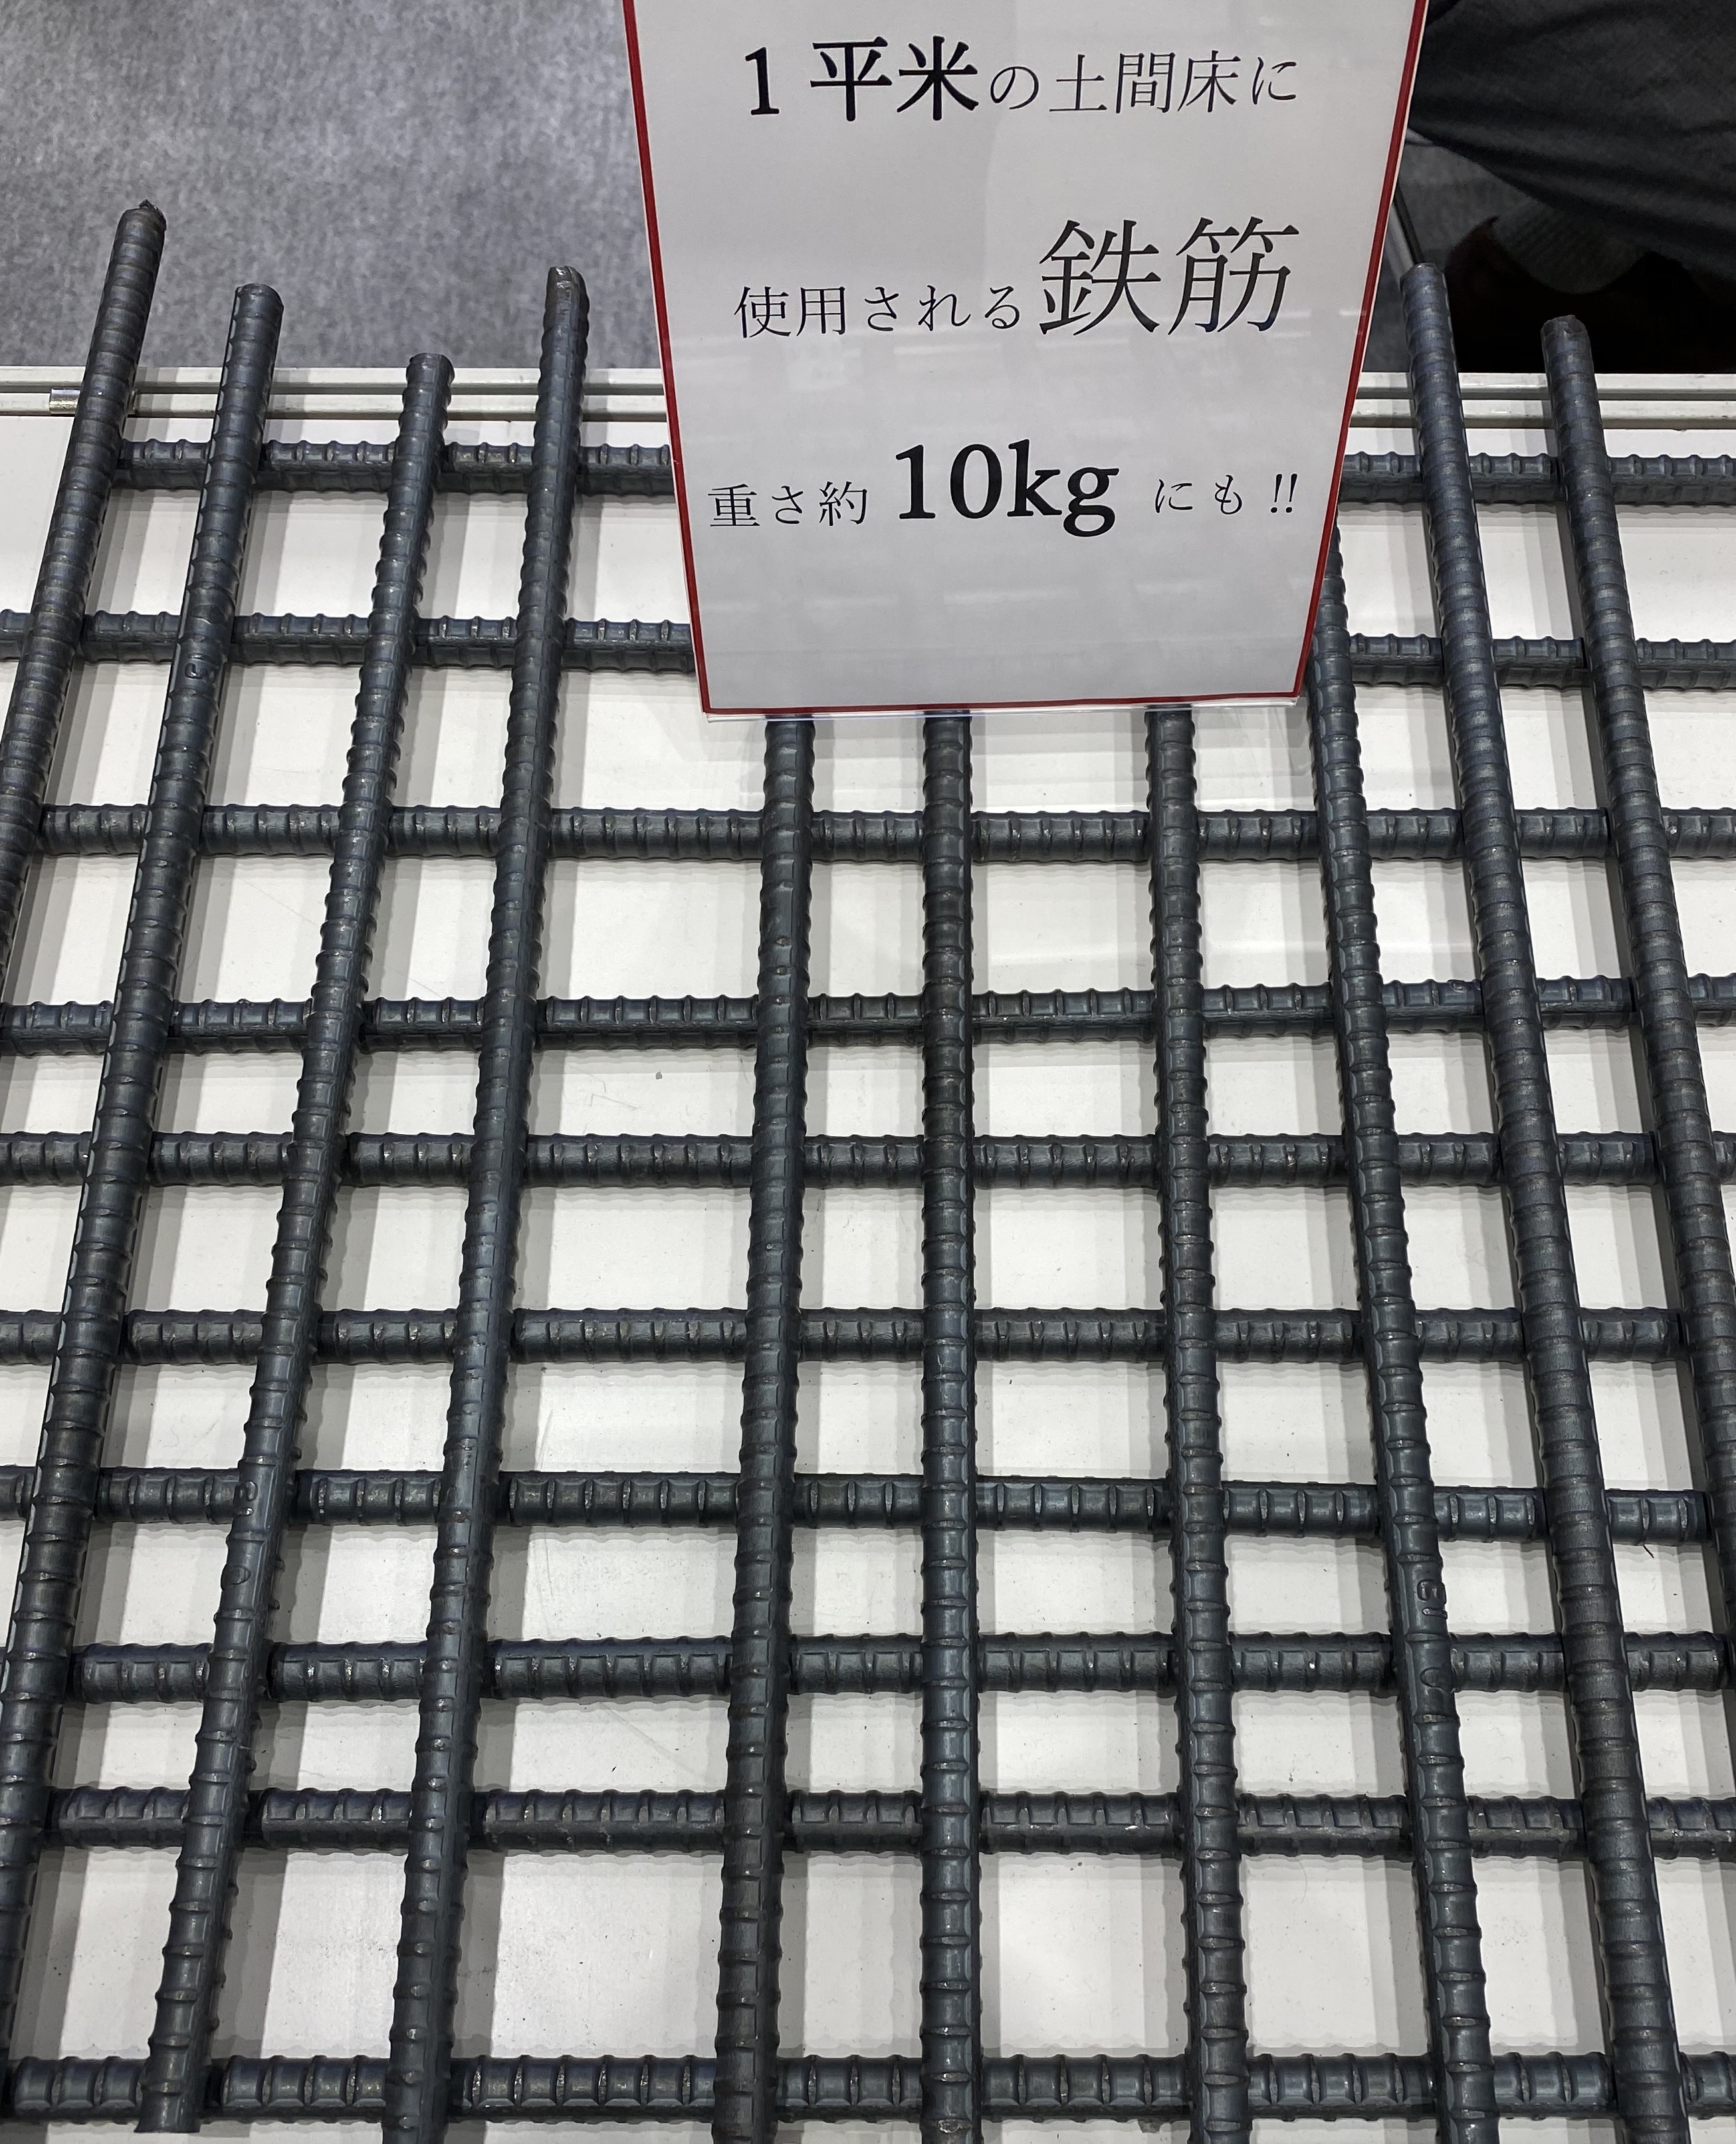 1 平米の土間床に
使用される鉄筋
重さ約 10kg にも !!